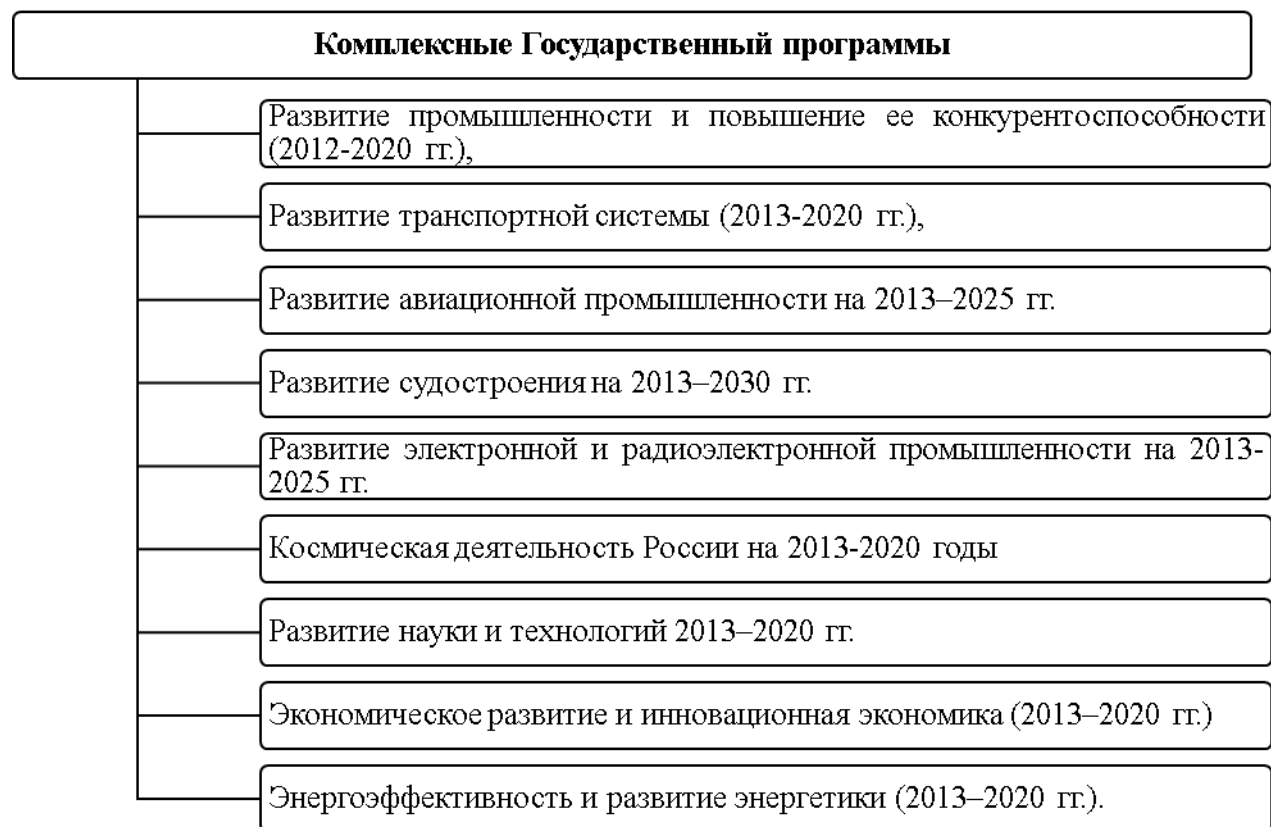 Комплексные Государственный программы
Развитие промышленности и повышение ее конкурентоспособности
(2012-2020 гг.),
Развитие транспортной системы (2013-2020 гг.),
Развитие авиационной промышленности на 2013–2025 гг.
Развитие судостроения на 2013–2030 гг.
Развитие электронной и радиоэлектронной промышленности на 2013-
2025 гг.
Космическая деятельность России на 2013-2020 годы
Развитие науки и технологий 2013–2020 гг.
Экономическое развитие и инновационная экономика (2013–2020 гг.)
Энергоэффективность и развитие энергетики (2013–2020 гг.).